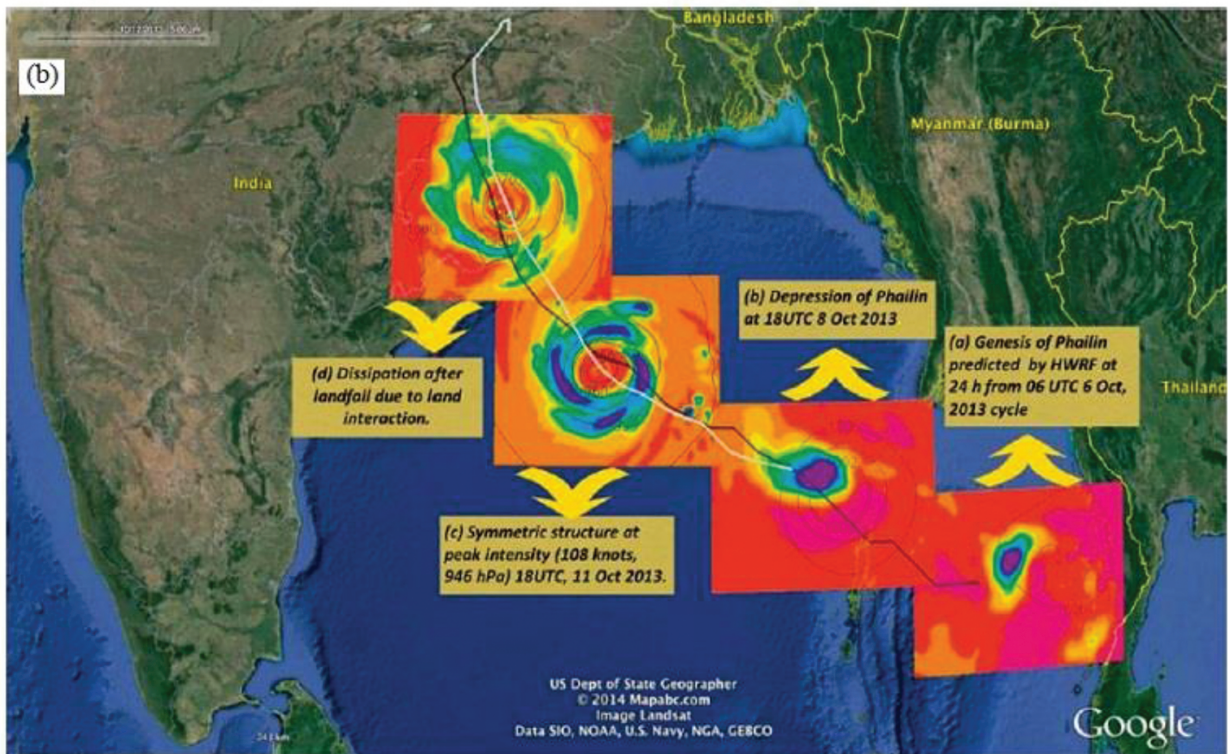 (b)
Bangladesh
Myanmar (Burma)
India
Thailand
(b) Depression of Phailin
at 18UTC 8 Oct 2013
(a) Genesis of Phailin
predicted by HWRF at
24 h from 06 UTC 6 Oct,
2013 cycle
(d) Dissipation after
landfall due to land
interaction.
(c) Symmetric structure at
peak intensity (108 knots,
946 hPa) 18UTC, 11 Oct 2013.
US Dept of State Geographer
© 2014 Mapabc.com
Image Landsat
Data SIO, NOAA, U.S. Navy, NGA, GEBCO
Google